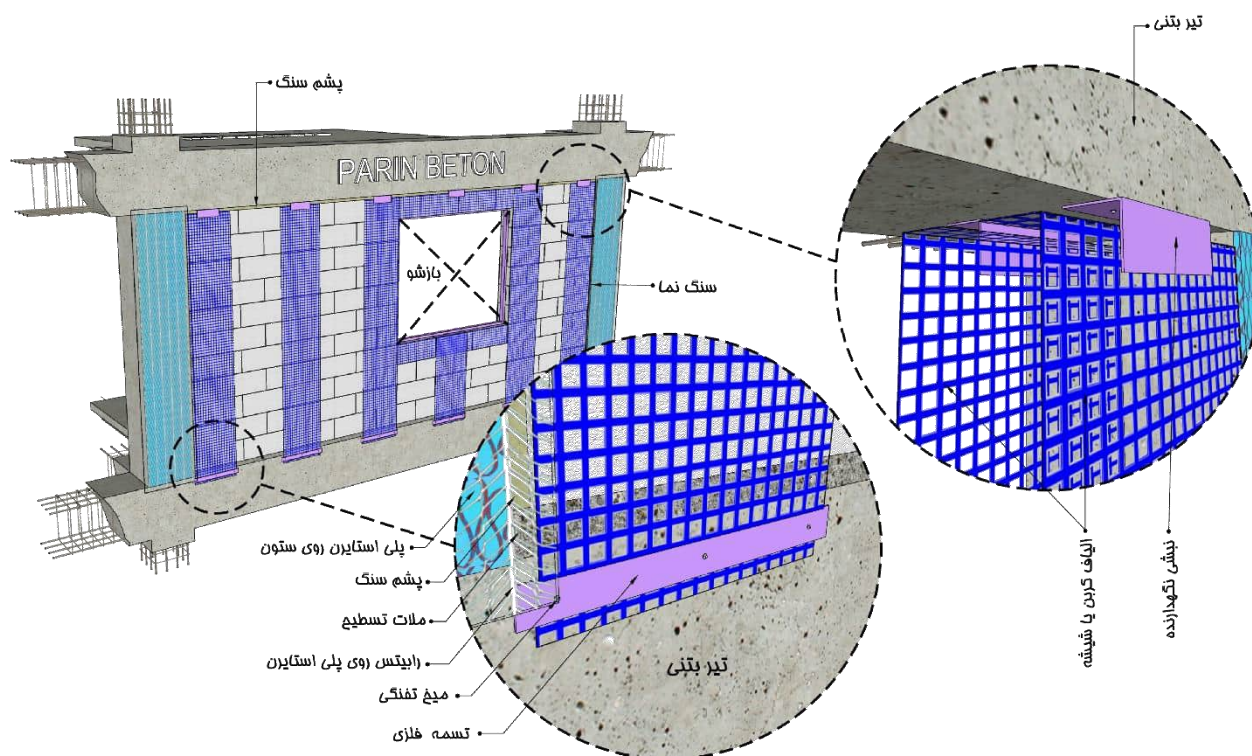 تیر بتنی
پشم سنگ
PARIN BETON
بازشو
سنگ نما
پلی استایرن روی ستون
پشم سنگ
ملات تسطیح
رابیتس روی پلی استایرن
میخ تفنگی
تسمه فلزی
تیر بتنی
الیاف کربن یا شیشه
نبشی نگهدارنده